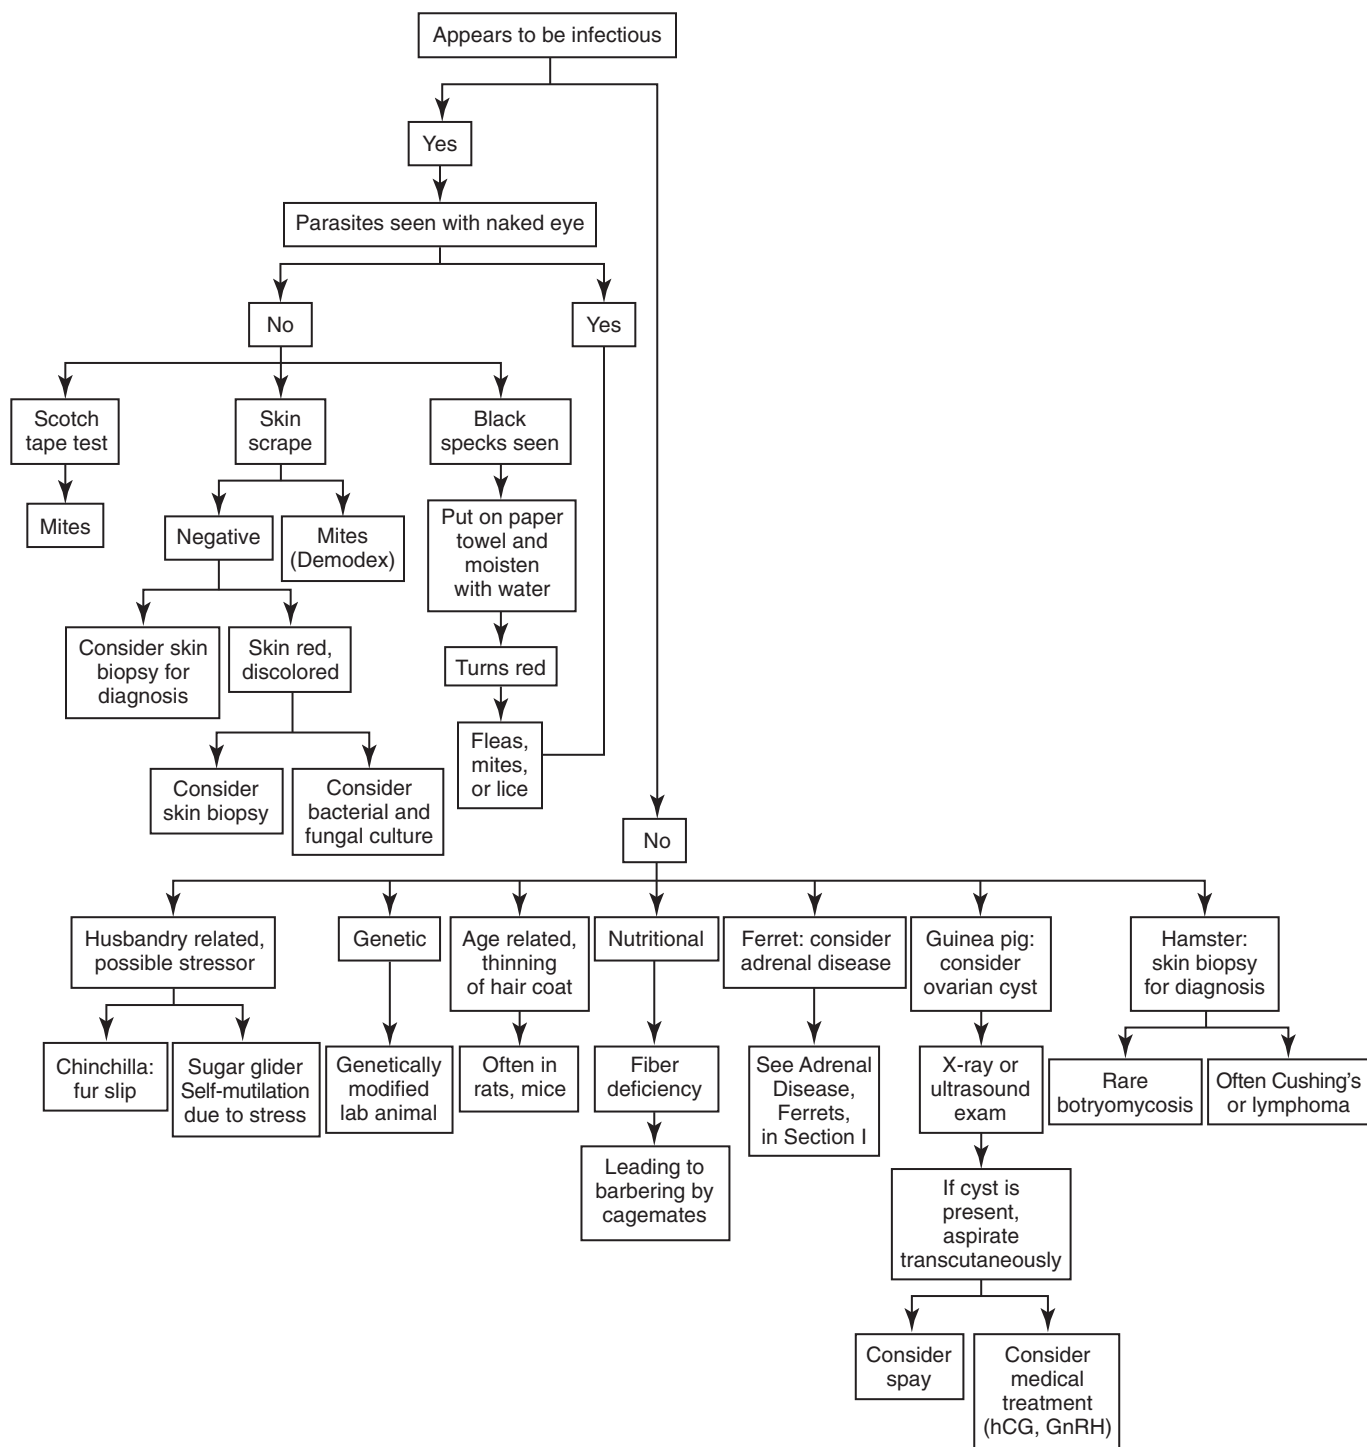 Appears to be infectious
Yes
Parasites seen with naked eye
No
Yes
Scotch
tape test
Skin
scrape
Black
specks seen
Mites
Negative
Mites
(Demodex)
Put on paper
towel and
moisten
with water
Consider skin
biopsy for
diagnosis
Skin red,
discolored
Turns red
Consider
skin biopsy
Consider
bacterial and
fungal culture
Fleas,
mites,
or lice
No
Husbandry related,
possible stressor
Genetic
Age related,
thinning
of hair coat
Nutritional
Ferret: consider
adrenal disease
Guinea pig:
consider
ovarian cyst
Hamster:
skin biopsy
for diagnosis
Chinchilla:
fur slip
Sugar glider
Self-mutilation
due to stress
Genetically
modified
lab animal
Often in
rats, mice
Fiber
deficiency
See Adrenal
Disease,
Ferrets,
in Section I
X-ray or
ultrasound
exam
Rare
botryomycosis
Often Cushing's
or lymphoma
Leading to
barbering by
cagemates
If cyst is
present,
aspirate
transcutaneously
Consider
spay
Consider
medical
treatment
(hCG, GnRH)